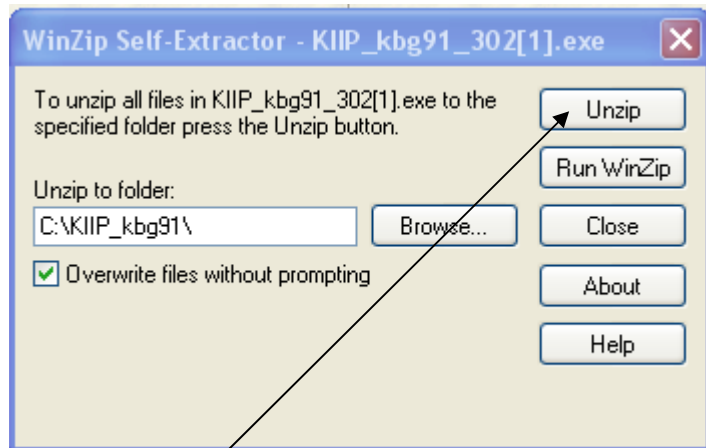 WinZip Self-Extractor - KIIP_kbg91_302[1].exe
To unzip all files in KIIP_kbg91_302[1].exe to the
specified folder press the Unzip button.
Unzip to folder:
C:\KIIP_kbg91\
Browse...
Overwrite files without prompting
Unzip
Run WinZip
Close
About
Help